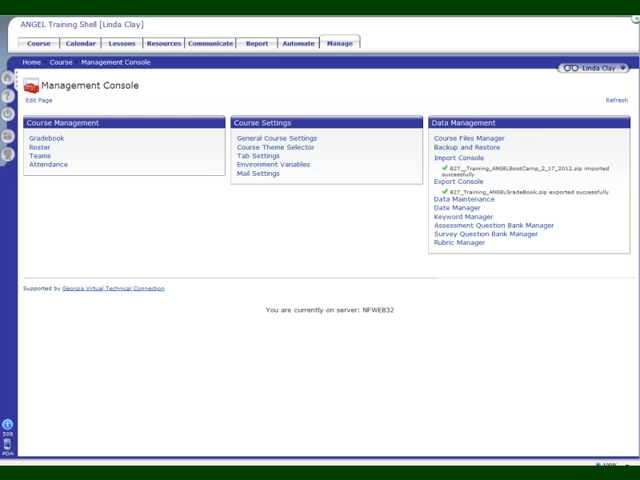 ANGEL Training Shell [Linda Clay]
Course Calendar Lessons Resources Communicate Report Automate Manage
Home Course Management Console
Linda Clay
Management Console
Edit Page Refresh
Course Management
Gradebook
Roster
Teams
Attendance
Course Settings
General Course Settings
Course Theme Selector
Tab Settings
Environment Variables
Mail Settings
Data Management
Course Files Manager
Backup and Restore
Import Console
827__Training_ANGELBootCamp_2_17_2012.zip imported
successfully
Export Console
827_Training_ANGELGradeBook.zip exported successfully
Data Maintenance
Date Manager
Keyword Manager
Assessment Question Bank Manager
Survey Question Bank Manager
Rubric Manager
Supported by Georgia Virtual Technical Connection
You are currently on server: NFWEB32
508
PDA
100%